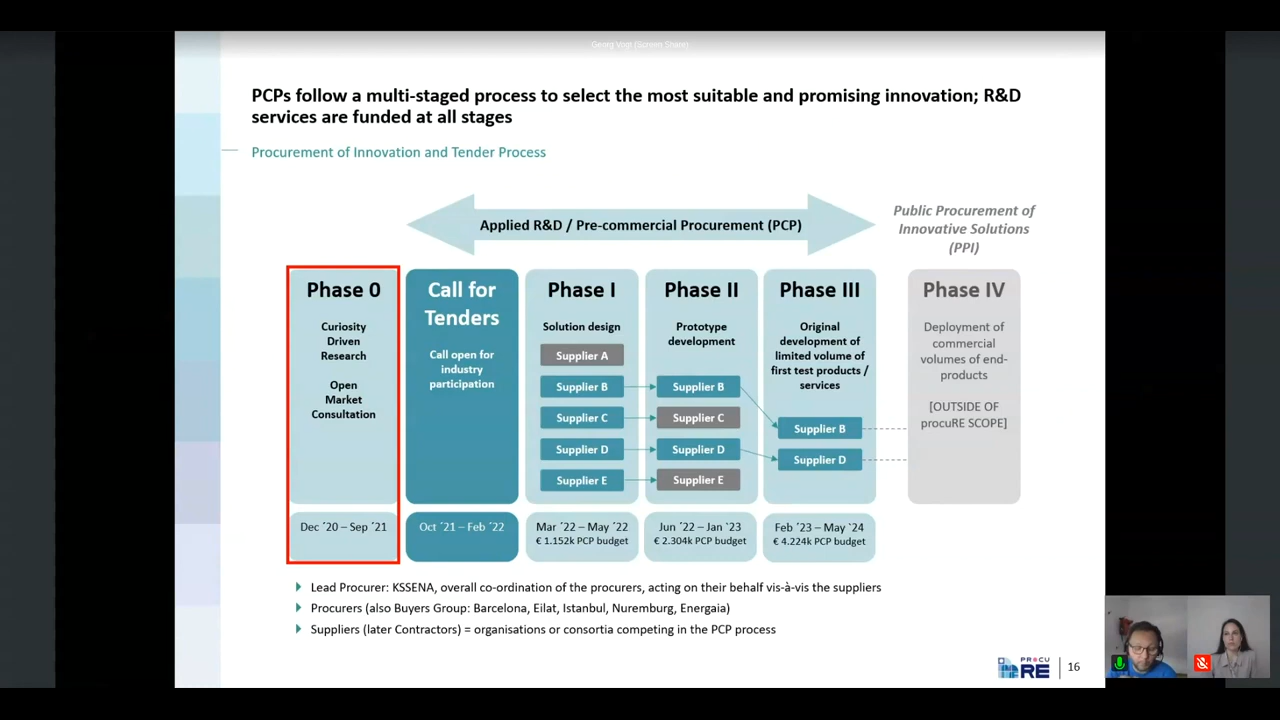 Georg Vogt (Screen Share)
PCPs follow a multi-staged process to select the most suitable and promising innovation; R&D
services are funded at all stages
Procurement of Innovation and Tender Process
Applied R&D / Pre-commercial Procurement (PCP)
Public Procurement of
Innovative Solutions
(PPI)
Phase 0
Curiosity
Driven
Research
Open
Market
Consultation
Dec ´20 – Sep ´21
Call for
Tenders
Call open for
industry
participation
Oct ´21 – Feb ´22
Phase I
Solution design
Supplier A
Supplier B
Supplier C
Supplier D
Supplier E
Mar ´22 – May ´22
€ 1.152k PCP budget
Phase II
Prototype
development
Supplier B
Supplier C
Supplier D
Supplier E
Jun ´22 – Jan `23
€ 2.304k PCP budget
Phase III
Original
development of
limited volume of
first test products /
services
Supplier B
Supplier D
Feb ´23 – May `24
€ 4.224k PCP budget
Phase IV
Deployment of
commercial
volumes of end-
products
[OUTSIDE OF
procuRE SCOPE]
Lead Procurer: KSSENA, overall co-ordination of the procurers, acting on their behalf vis-à-vis the suppliers
Procurers (also Buyers Group: Barcelona, Eilat, Istanbul, Nuremburg, Energaia)
Suppliers (later Contractors) = organisations or consortia competing in the PCP process
PROCU
RE
16